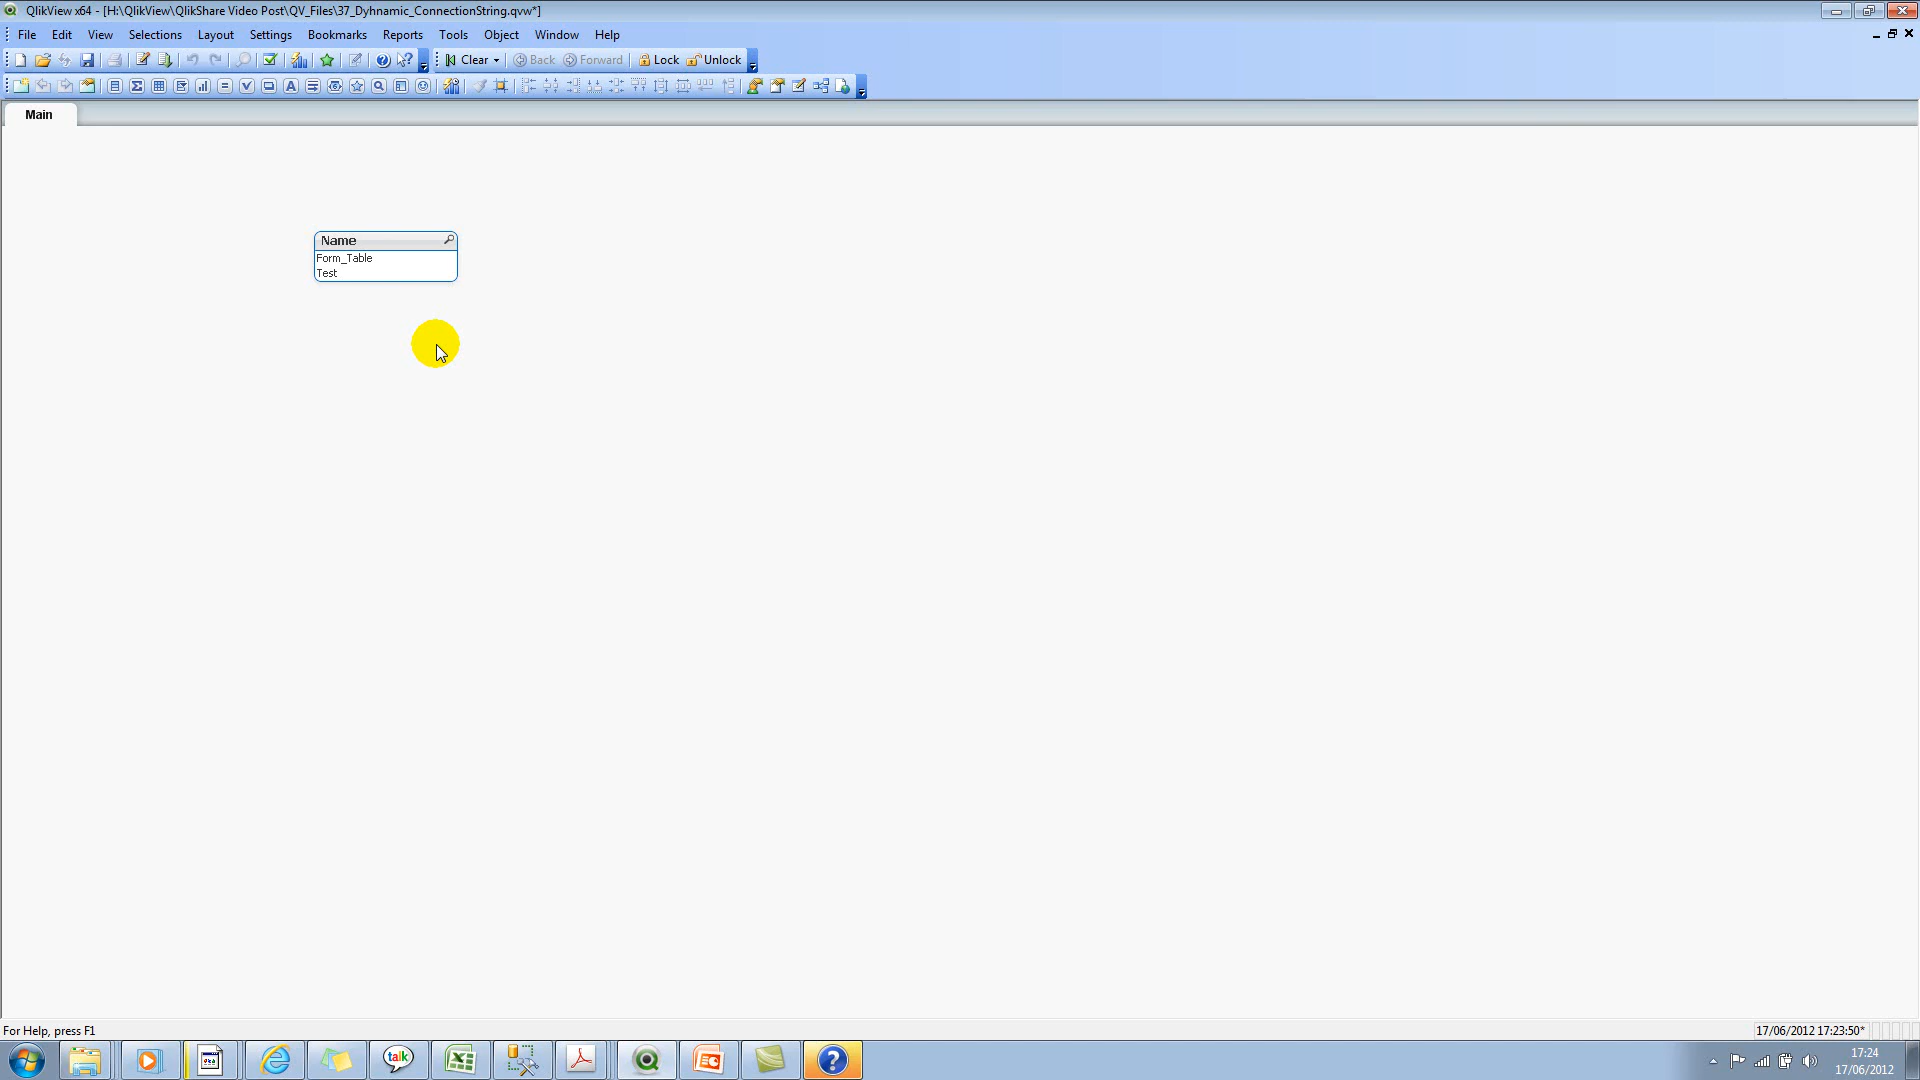 QlikView x64 - [H:\QlikView\QlikShare Video Post\QV_Files\37_Dyhnamic_ConnectionString.qvw*]
File Edit View Selections Layout Settings Bookmarks Reports Tools Object Window Help
Clear Back Forward Lock Unlock
Main
Name
Form_Table
Test
For Help, press F1
17/06/2012 17:23:50*
talk
17:24
17/06/2012